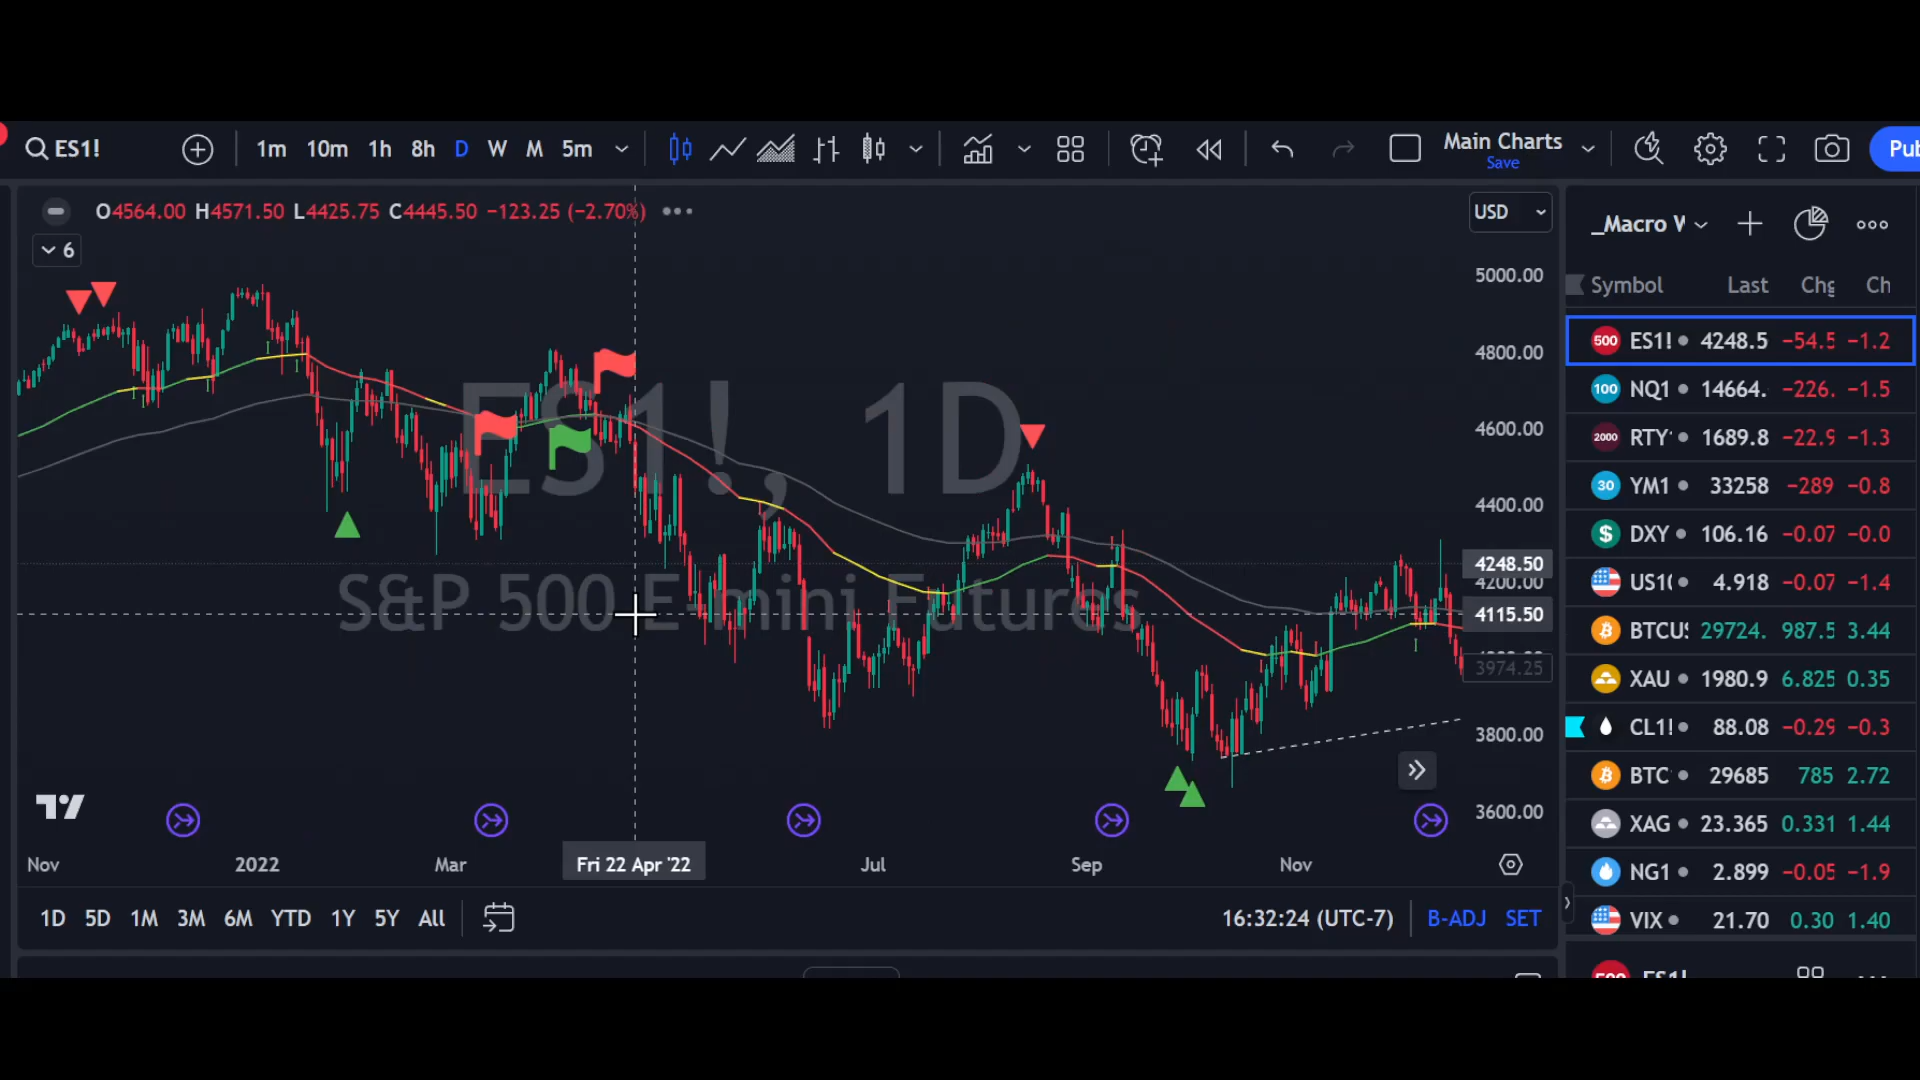 ES1! 1m 10m 1h 8h D W M 5m Main Charts Save Pub
O4564.00 H4571.50 L4425.75 C4445.50 −123.25 (−2.70%)
USD
6
_Macro
Symbol Last Chg Ch
5000.00
4800.00
4600.00
4400.00
4248.50
4200.00
4115.50
3974.25
3800.00
3600.00
ES1!, 1D
S&P 500 E-mini Futures
500 ES1! 4248.5 −54.5 −1.2
100 NQ1 14664. −226. −1.5
2000 RTY 1689.8 −22.9 −1.3
30 YM1 33258 −289 −0.8
$ DXY 106.16 −0.07 −0.0
US1 4.918 −0.07 −1.4
BTCUS 29724. 987.5 3.44
XAU 1980.9 6.825 0.35
CL1! 88.08 −0.29 −0.3
BTC 29685 785 2.72
XAG 23.365 0.331 1.44
NG1 2.899 −0.05 −1.9
VIX 21.70 0.30 1.40
ES1!
Nov 2022 Mar Fri 22 Apr '22 Jul Sep Nov
1D 5D 1M 3M 6M YTD 1Y 5Y All 16:32:24 (UTC-7) B-ADJ SET